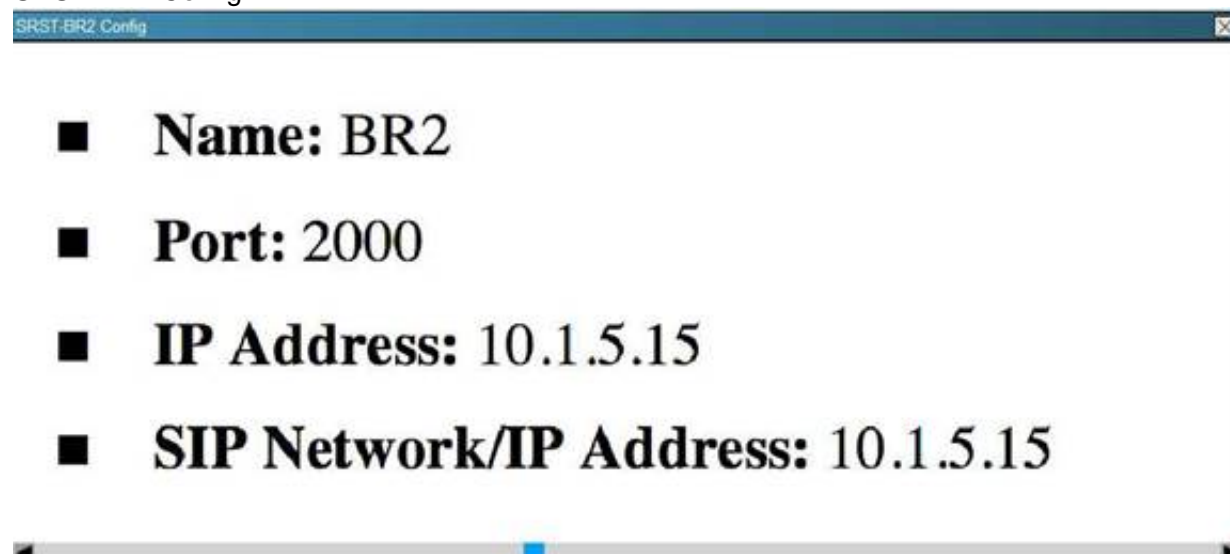 SRST-BR2 Config
Name: BR2
Port: 2000
IP Address: 10.1.5.15
SIP Network/IP Address: 10.1.5.15